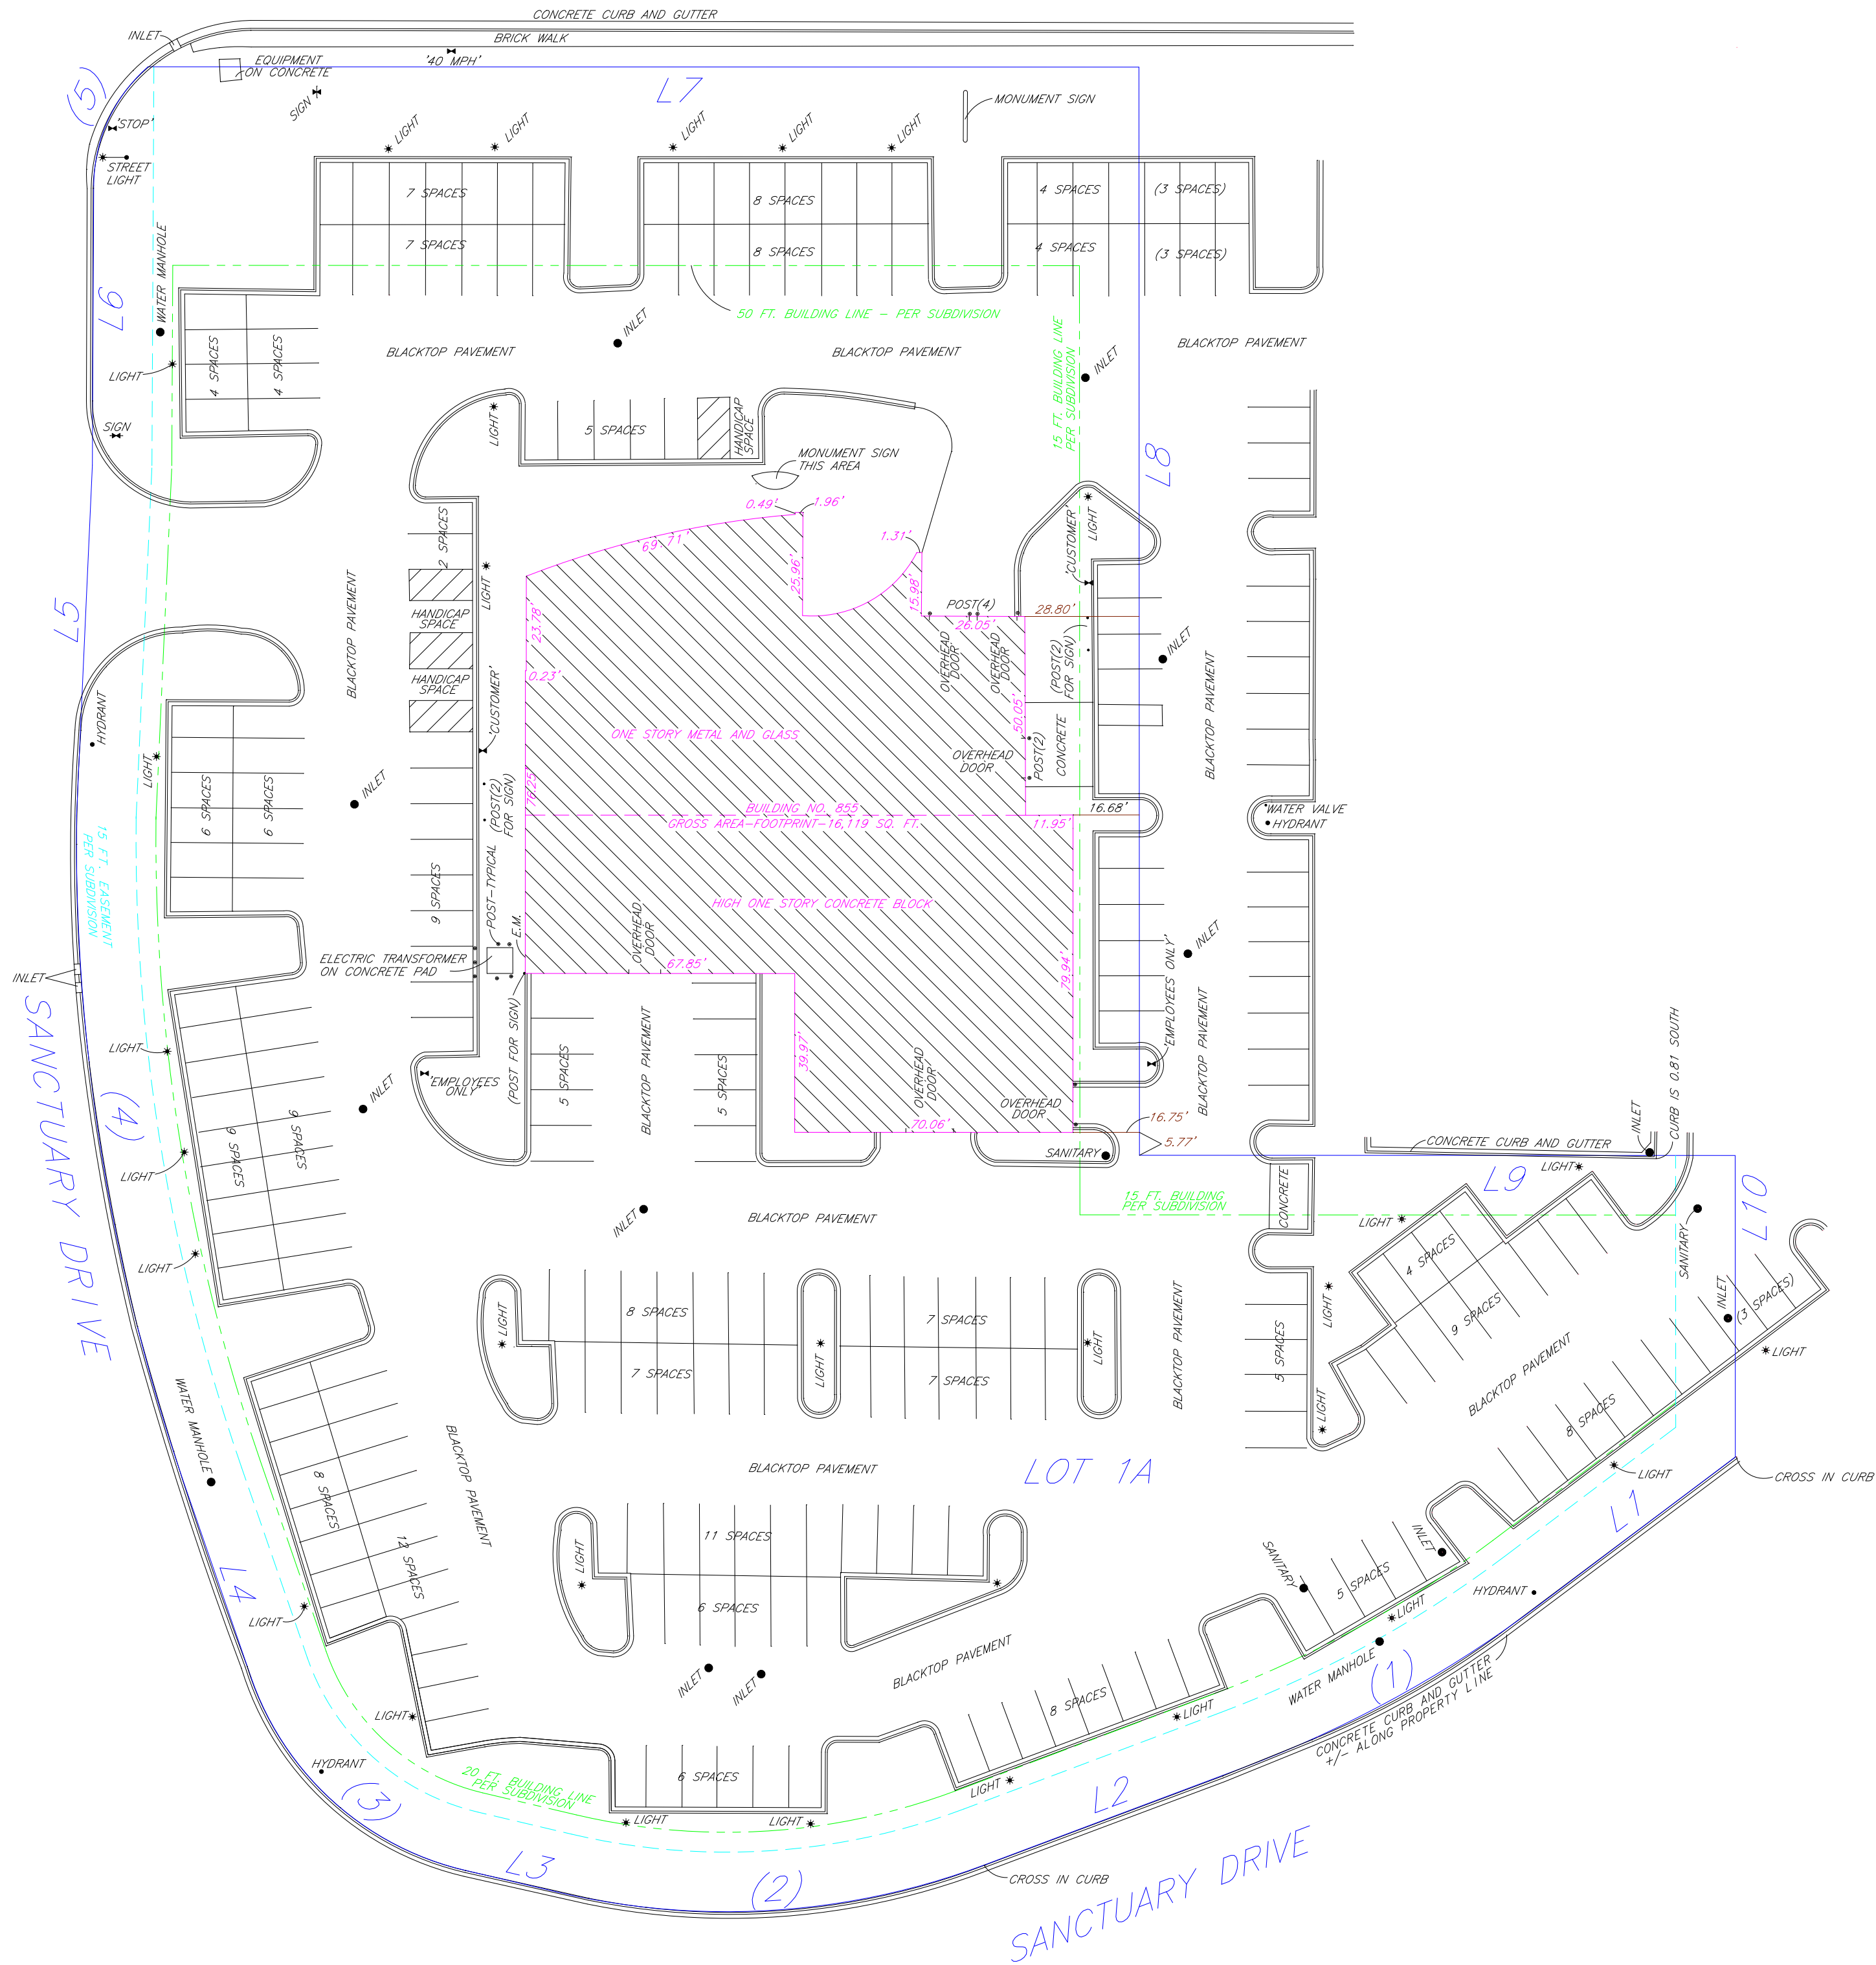 CONCRETE CURB AND GUTTER
INLET
BRICK WALK
'40 MPH'
EQUIPMENT
ON CONCRETE
SIGN
L7
MONUMENT SIGN
(5)
'STOP'
STREET
LIGHT
LIGHT
LIGHT
LIGHT
LIGHT
LIGHT
7 SPACES
7 SPACES
8 SPACES
8 SPACES
4 SPACES
(3 SPACES)
4 SPACES
(3 SPACES)
WATER MANHOLE
L6
LIGHT
4 SPACES
4 SPACES
SIGN
50 FT. BUILDING LINE - PER SUBDIVISION
INLET
BLACKTOP PAVEMENT
BLACKTOP PAVEMENT
BLACKTOP PAVEMENT
15 FT. BUILDING LINE
PER SUBDIVISION
INLET
L8
LIGHT
5 SPACES
HANDICAP
SPACE
MONUMENT SIGN
THIS AREA
0.49'
1.96'
69.71'
1.31'
25.96'
15.98'
23.78'
0.23'
76.25'
2 SPACES
LIGHT
HANDICAP
SPACE
HANDICAP
SPACE
'CUSTOMER'
(POST(2)
FOR SIGN)
9 SPACES
POST-TYPICAL
E.M.
ELECTRIC TRANSFORMER
ON CONCRETE PAD
'EMPLOYEES
ONLY'
(POST FOR SIGN)
BLACKTOP PAVEMENT
L5
HYDRANT
LIGHT
6 SPACES
6 SPACES
INLET
15 FT. EASEMENT
PER SUBDIVISION
INLET
SANCTUARY DRIVE
(4)
POST(4)
26.05'
28.80'
OVERHEAD
DOOR
OVERHEAD
DOOR
50.05'
(POST(2)
FOR SIGN)
'CUSTOMER'
LIGHT
INLET
CONCRETE
POST(2)
OVERHEAD
DOOR
BLACKTOP PAVEMENT
ONE STORY METAL AND GLASS
BUILDING NO. 855
GROSS AREA-FOOTPRINT-16,119 SQ. FT.
11.95'
16.68'
WATER VALVE
HYDRANT
HIGH ONE STORY CONCRETE BLOCK
OVERHEAD
DOOR
67.85'
39.97'
79.94'
OVERHEAD
DOOR
70.06'
OVERHEAD
DOOR
INLET
'EMPLOYEES ONLY'
BLACKTOP PAVEMENT
16.75'
5.77'
SANITARY
5 SPACES
BLACKTOP PAVEMENT
5 SPACES
LIGHT
INLET
LIGHT
9 SPACES
9 SPACES
LIGHT
INLET
BLACKTOP PAVEMENT
15 FT. BUILDING
PER SUBDIVISION
CONCRETE
CONCRETE CURB AND GUTTER
INLET
CURB IS 0.81 SOUTH
LIGHT
L9
LIGHT
L10
SANITARY
4 SPACES
9 SPACES
INLET
(3 SPACES)
LIGHT
LIGHT
LIGHT
5 SPACES
BLACKTOP PAVEMENT
BLACKTOP PAVEMENT
8 SPACES
LIGHT
CROSS IN CURB
LIGHT
8 SPACES
7 SPACES
LIGHT
7 SPACES
7 SPACES
LIGHT
BLACKTOP PAVEMENT
LOT 1A
WATER MANHOLE
8 SPACES
12 SPACES
BLACKTOP PAVEMENT
L4
LIGHT
LIGHT
11 SPACES
6 SPACES
INLET
INLET
BLACKTOP PAVEMENT
SANITARY
INLET
5 SPACES
LIGHT
HYDRANT
L1
WATER MANHOLE
(1)
CONCRETE CURB AND GUTTER
+/- ALONG PROPERTY LINE
8 SPACES
LIGHT
LIGHT
LIGHT
HYDRANT
(3)
20 FT. BUILDING LINE
PER SUBDIVISION
6 SPACES
LIGHT
LIGHT
L2
L3
(2)
CROSS IN CURB
SANCTUARY DRIVE